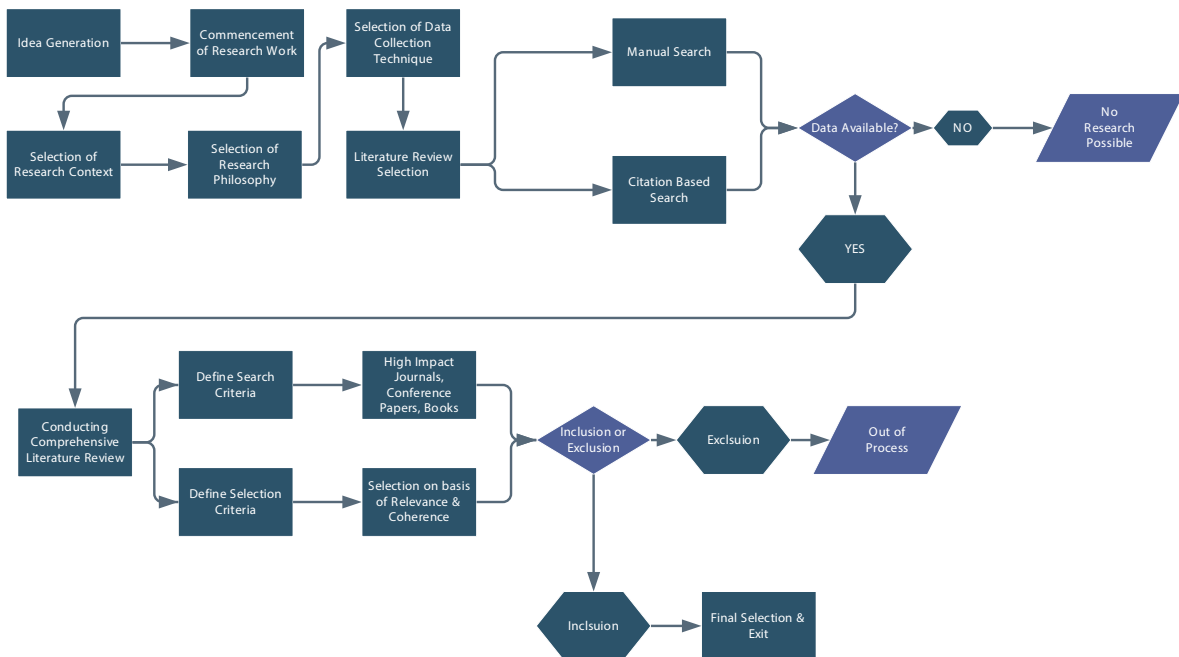 Idea Generation
Commencement
of Research Work
Selection of
Research Context
Selection of
Research
Philosophy
Selection of Data
Collection
Technique
Literature Review
Selection
Manual Search
Citation Based
Search
Data Available?
NO
No
Research
Possible
YES
Conducting
Comprehensive
Literature Review
Define Search
Criteria
High Impact
Journals,
Conference
Papers, Books
Define Selection
Criteria
Selection on basis
of Relevance &
Coherence
Inclusion or
Exclusion
Exclsuion
Out of
Process
Inclsuion
Final Selection &
Exit